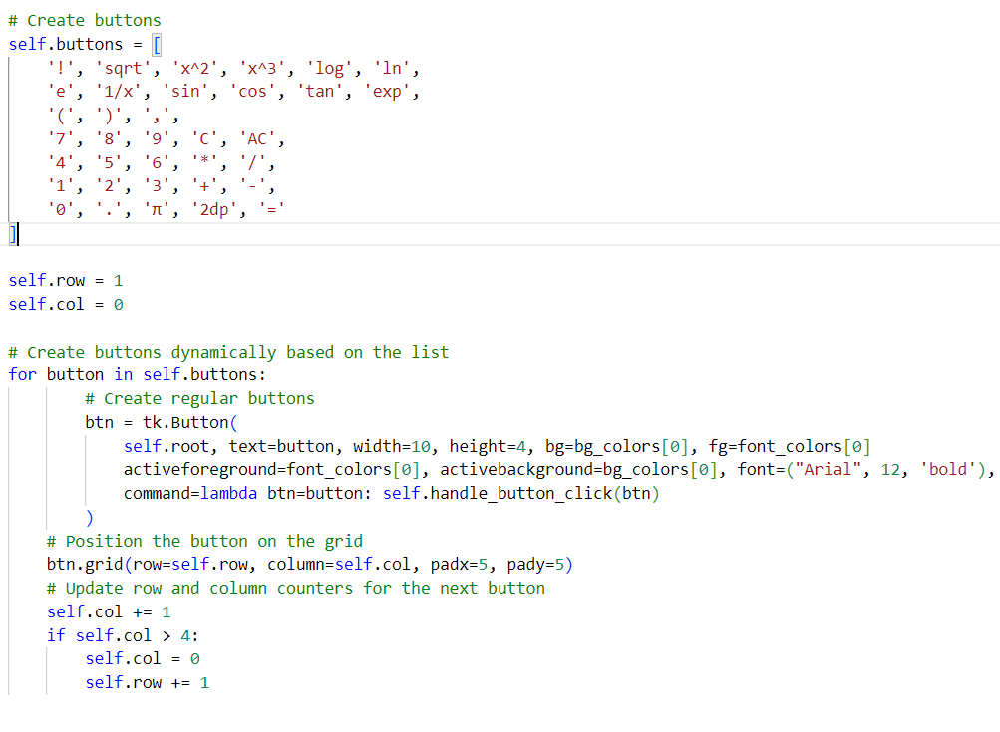 # Create buttons
self.buttons = [
    '!', 'sqrt', 'x^2', 'x^3', 'log', 'ln',
    'e', '1/x', 'sin', 'cos', 'tan', 'exp',
    '(', ')', ',',
    '7', '8', '9', 'C', 'AC',
    '4', '5', '6', '*', '/',
    '1', '2', '3', '+', '-',
    '0', '.', 'π', '2dp', '='
]
self.row = 1
self.col = 0
# Create buttons dynamically based on the list
for button in self.buttons:
        # Create regular buttons
        btn = tk.Button(
            self.root, text=button, width=10, height=4, bg=bg_colors[0], fg=font_colors[0]
            activeforeground=font_colors[0], activebackground=bg_colors[0], font=("Arial", 12, 'bold'),
            command=lambda btn=button: self.handle_button_click(btn)
        )
    # Position the button on the grid
    btn.grid(row=self.row, column=self.col, padx=5, pady=5)
    # Update row and column counters for the next button
    self.col += 1
    if self.col > 4:
        self.col = 0
        self.row += 1